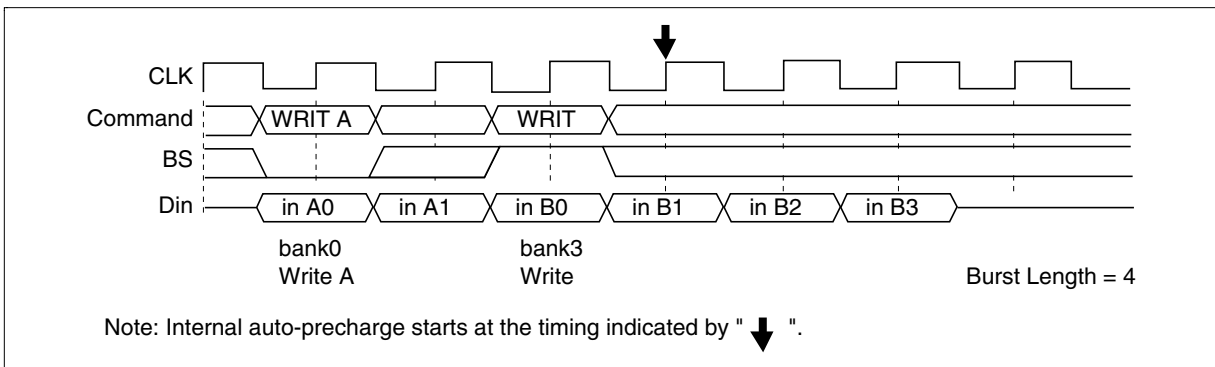 CLK
Command WRIT A WRIT
BS
Din in A0 in A1 in B0 in B1 in B2 in B3
bank0 bank3
Write A Write Burst Length = 4
Note: Internal auto-precharge starts at the timing indicated by " ".